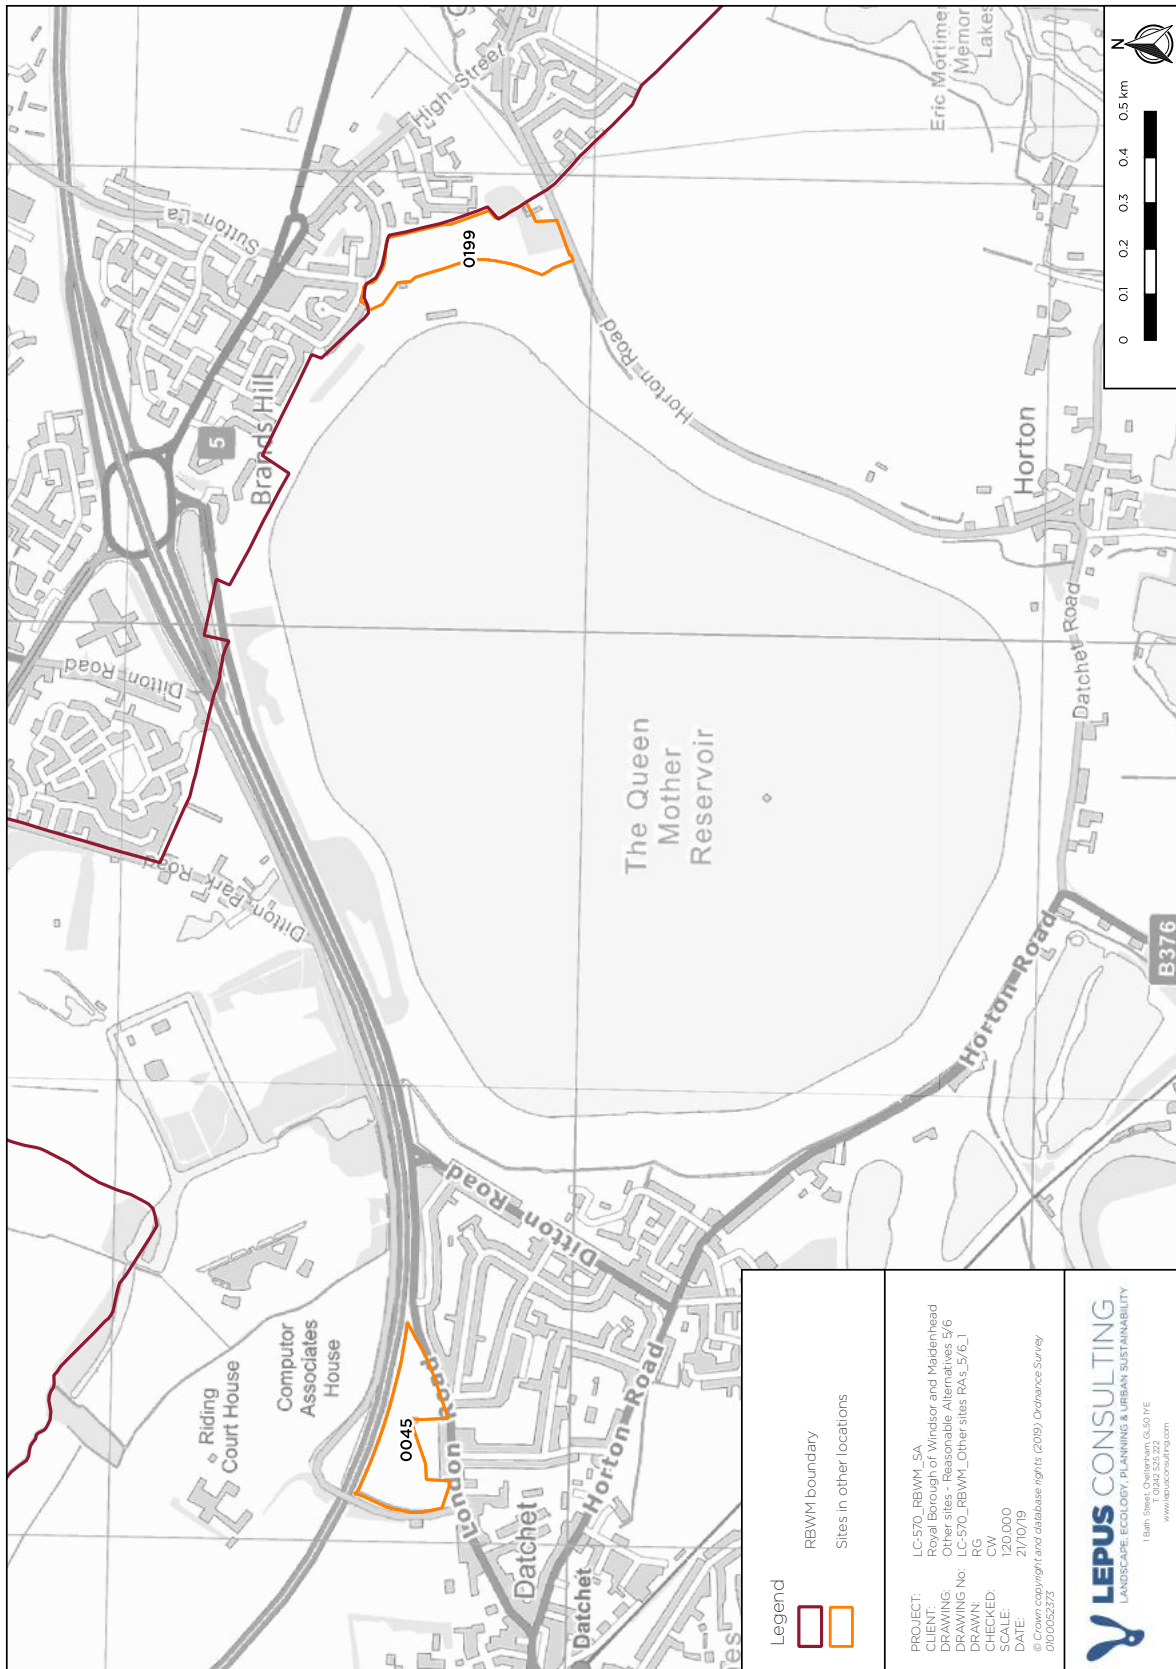 Riding
Court House
Computor
Associates
House
0045
London Road
Datchet
Datchet
Horton Road
Ditton Road
Ditton Park Road
Ditton Road
The Queen
Mother
Reservoir
Horton Road
B376
Datchet Road
Horton
Horton Road
Brands Hill
5
Sutton La
High Street
0199
Eric Mortimer
Memor
Lakes
N
0 0.1 0.2 0.3 0.4 0.5 km
Legend
RBWM boundary
Sites in other locations
PROJECT: LC-570_RBWM_SA
CLIENT: Royal Borough of Windsor and Maidenhead
DRAWING: Other sites - Reasonable Alternatives 5/6
DRAWING No: LC-570_RBWM_Other sites RAs_5/6_1
DRAWN: RG
CHECKED: CW
SCALE: 1:20,000
DATE: 21/10/19
© Crown copyright and database rights (2019) Ordnance Survey
0100052373
LEPUS CONSULTING
LANDSCAPE, ECOLOGY, PLANNING & URBAN SUSTAINABILITY
1 Bath Street, Cheltenham, GL50 1YE
T: 01242 525 222
www.lepusconsulting.com